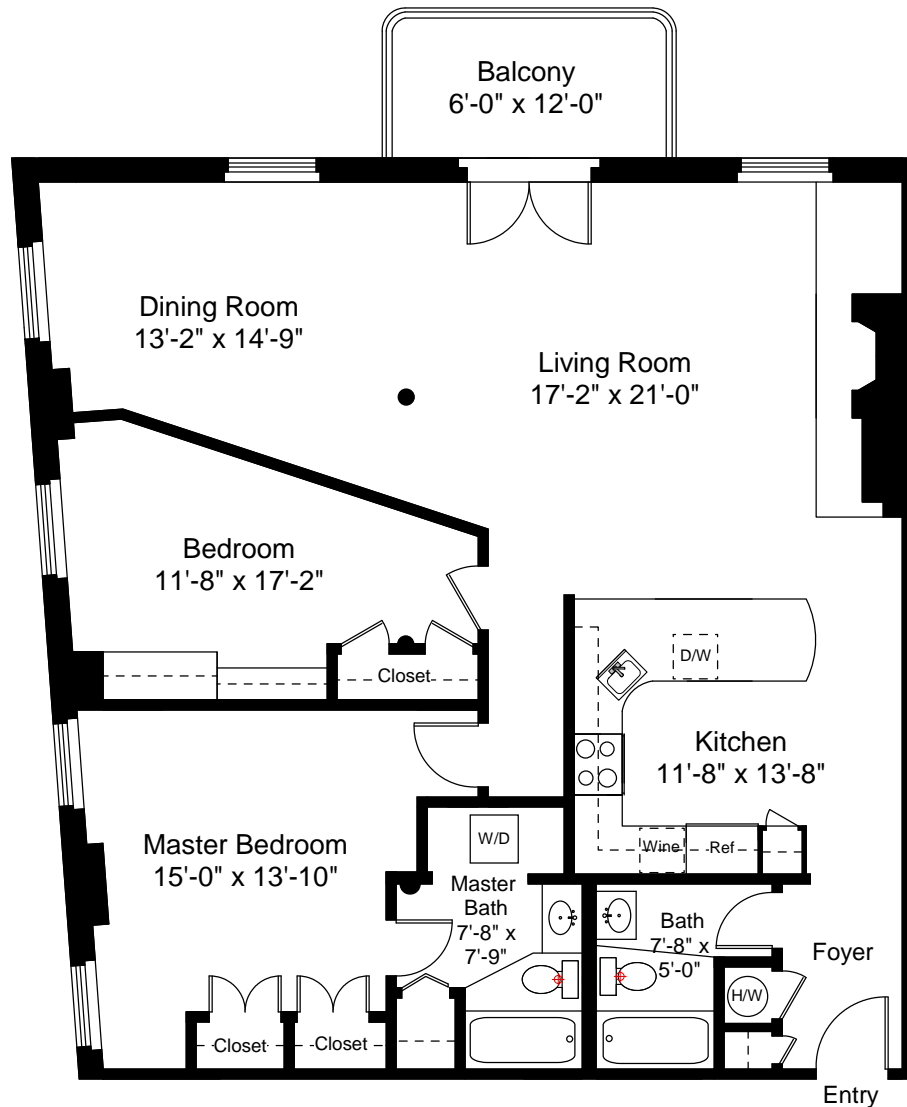 Balcony
6'-0" x 12'-0"
Dining Room
13'-2" x 14'-9"
Living Room
17'-2" x 21'-0"
Bedroom
11'-8" x 17'-2"
Closet
D/W
Kitchen
11'-8" x 13'-8"
Wine
Ref
Master Bedroom
15'-0" x 13'-10"
W/D
Master
Bath
7'-8" x
7'-9"
Bath
7'-8" x
5'-0"
Foyer
H/W
Closet
Closet
Entry